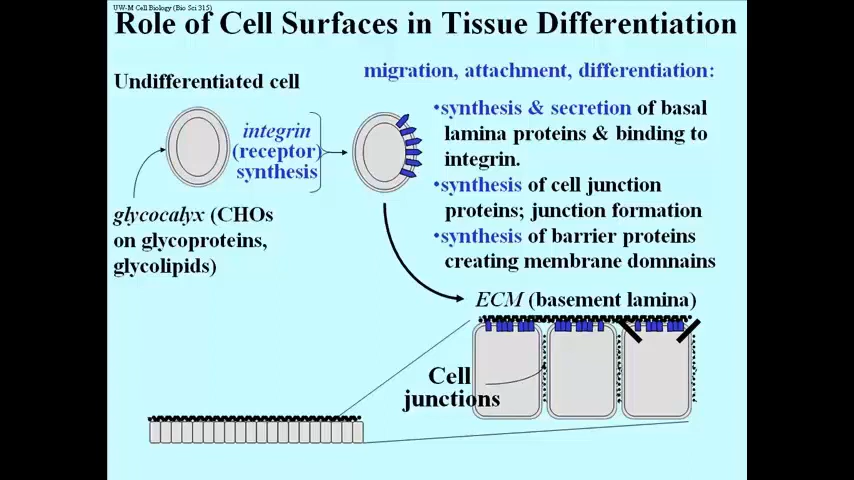 UW-M Cell Biology (Bio Sci 315)
Role of Cell Surfaces in Tissue Differentiation
migration, attachment, differentiation:
Undifferentiated cell
integrin
(receptor)
synthesis
glycocalyx (CHOs
on glycoproteins,
glycolipids)
•synthesis & secretion of basal
lamina proteins & binding to
integrin.
•synthesis of cell junction
proteins; junction formation
•synthesis of barrier proteins
creating membrane domnains
ECM (basement lamina)
Cell
junctions